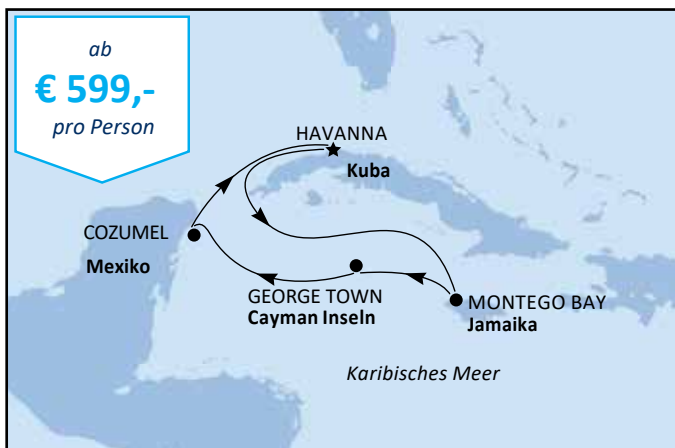 ab
€ 599,-
pro Person
HAVANNA
Kuba
COZUMEL
Mexiko
GEORGE TOWN
Cayman Inseln
MONTEGO BAY
Jamaika
Karibisches Meer